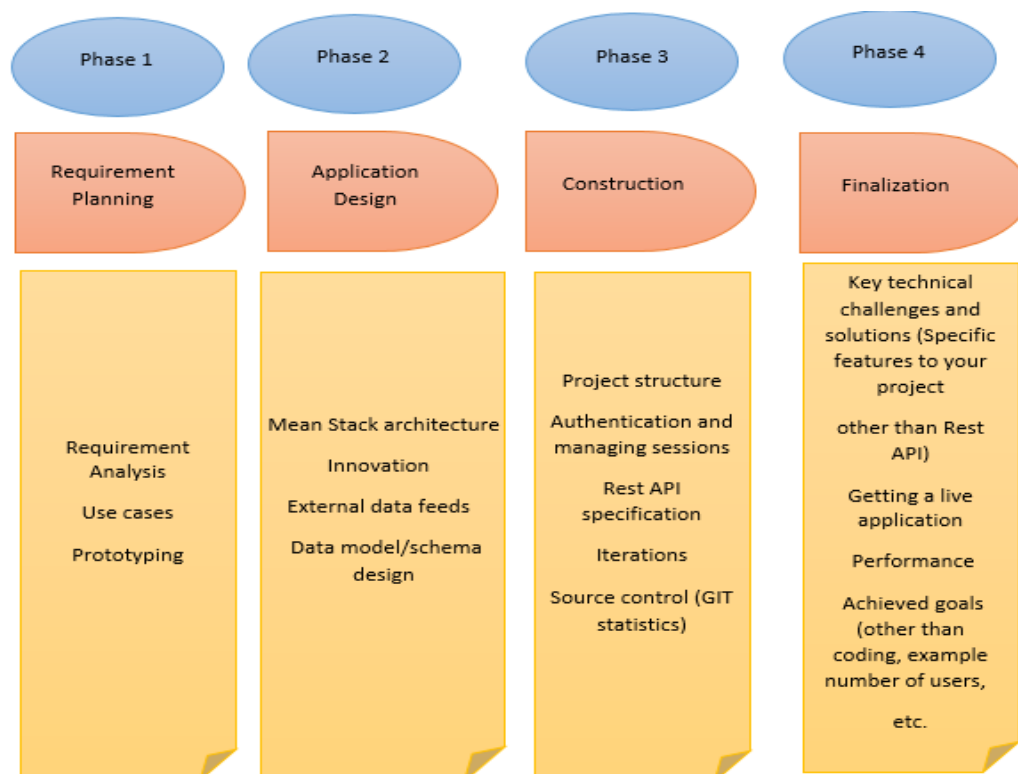 Phase 1
Phase 2
Phase 3
Phase 4
Requirement
Planning
Application
Design
Construction
Finalization
Requirement
Analysis
Use cases
Prototyping
Mean Stack architecture
Innovation
External data feeds
Data model/schema
design
Project structure
Authentication and
managing sessions
Rest API
specification
Iterations
Source control (GIT
statistics)
Key technical
challenges and
solutions (Specific
features to your
project
other than Rest
API)
Getting a live
application
Performance
Achieved goals
(other than
coding, example
number of users,
etc.